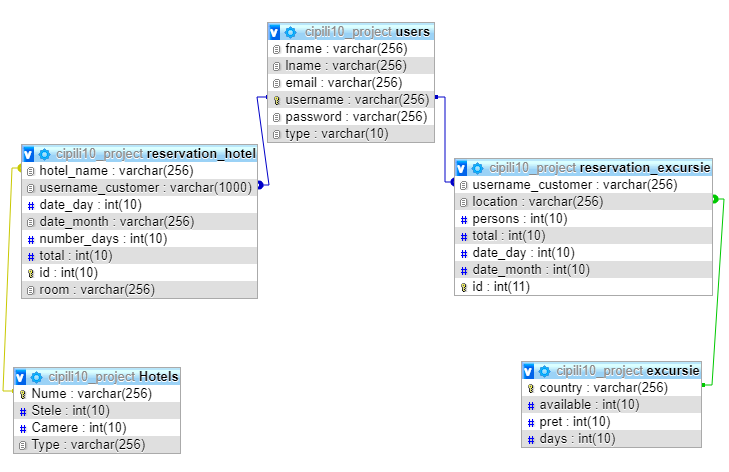 cipili10_project users
fname : varchar(256)
lname : varchar(256)
email : varchar(256)
username : varchar(256)
password : varchar(256)
type : varchar(10)
cipili10_project reservation_hotel
hotel_name : varchar(256)
username_customer : varchar(1000)
date_day : int(10)
date_month : varchar(256)
number_days : int(10)
total : int(10)
id : int(10)
room : varchar(256)
cipili10_project reservation_excursie
username_customer : varchar(256)
location : varchar(256)
persons : int(10)
total : int(10)
date_day : int(10)
date_month : int(10)
id : int(11)
cipili10_project Hotels
Nume : varchar(256)
Stele : int(10)
Camere : int(10)
Type : varchar(256)
cipili10_project excursie
country : varchar(256)
available : int(10)
pret : int(10)
days : int(10)